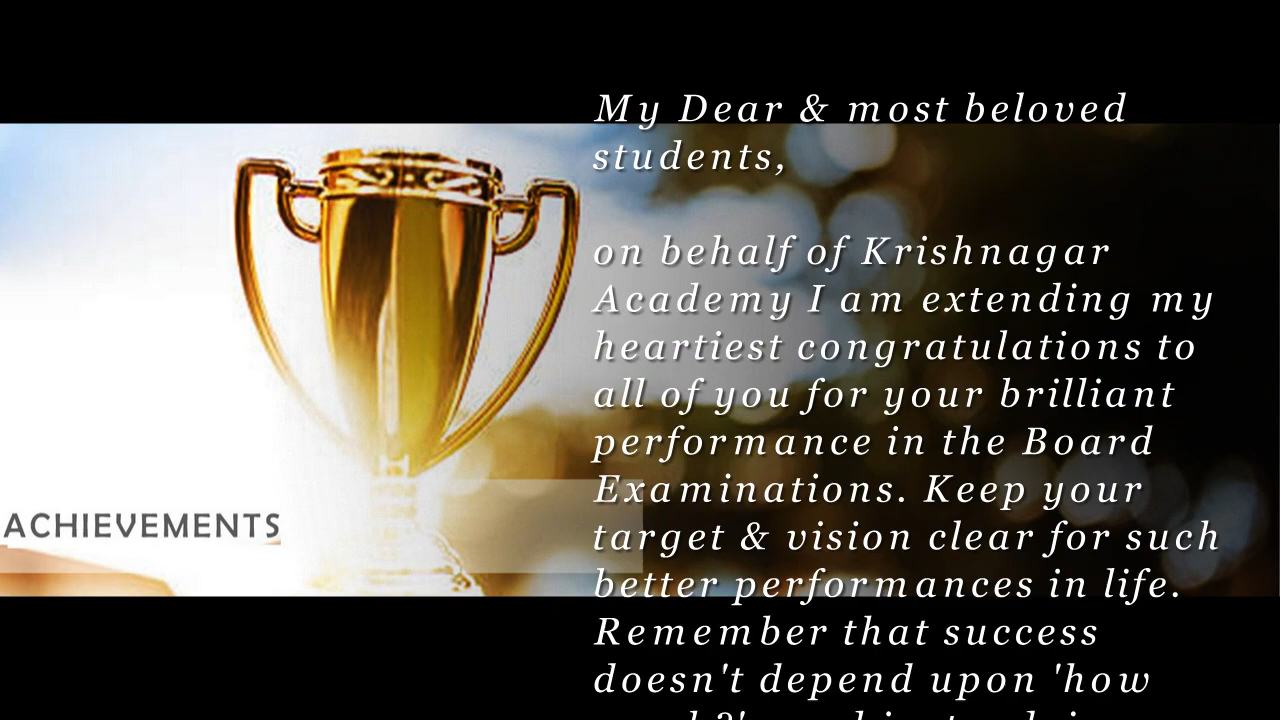 My Dear & most beloved
students,
on behalf of Krishnagar
Academy I am extending my
heartiest congratulations to
all of you for your brilliant
performance in the Board
Examinations. Keep your
target & vision clear for such
better performances in life.
Remember that success
doesn't depend upon 'how
ACHIEVEMENTS